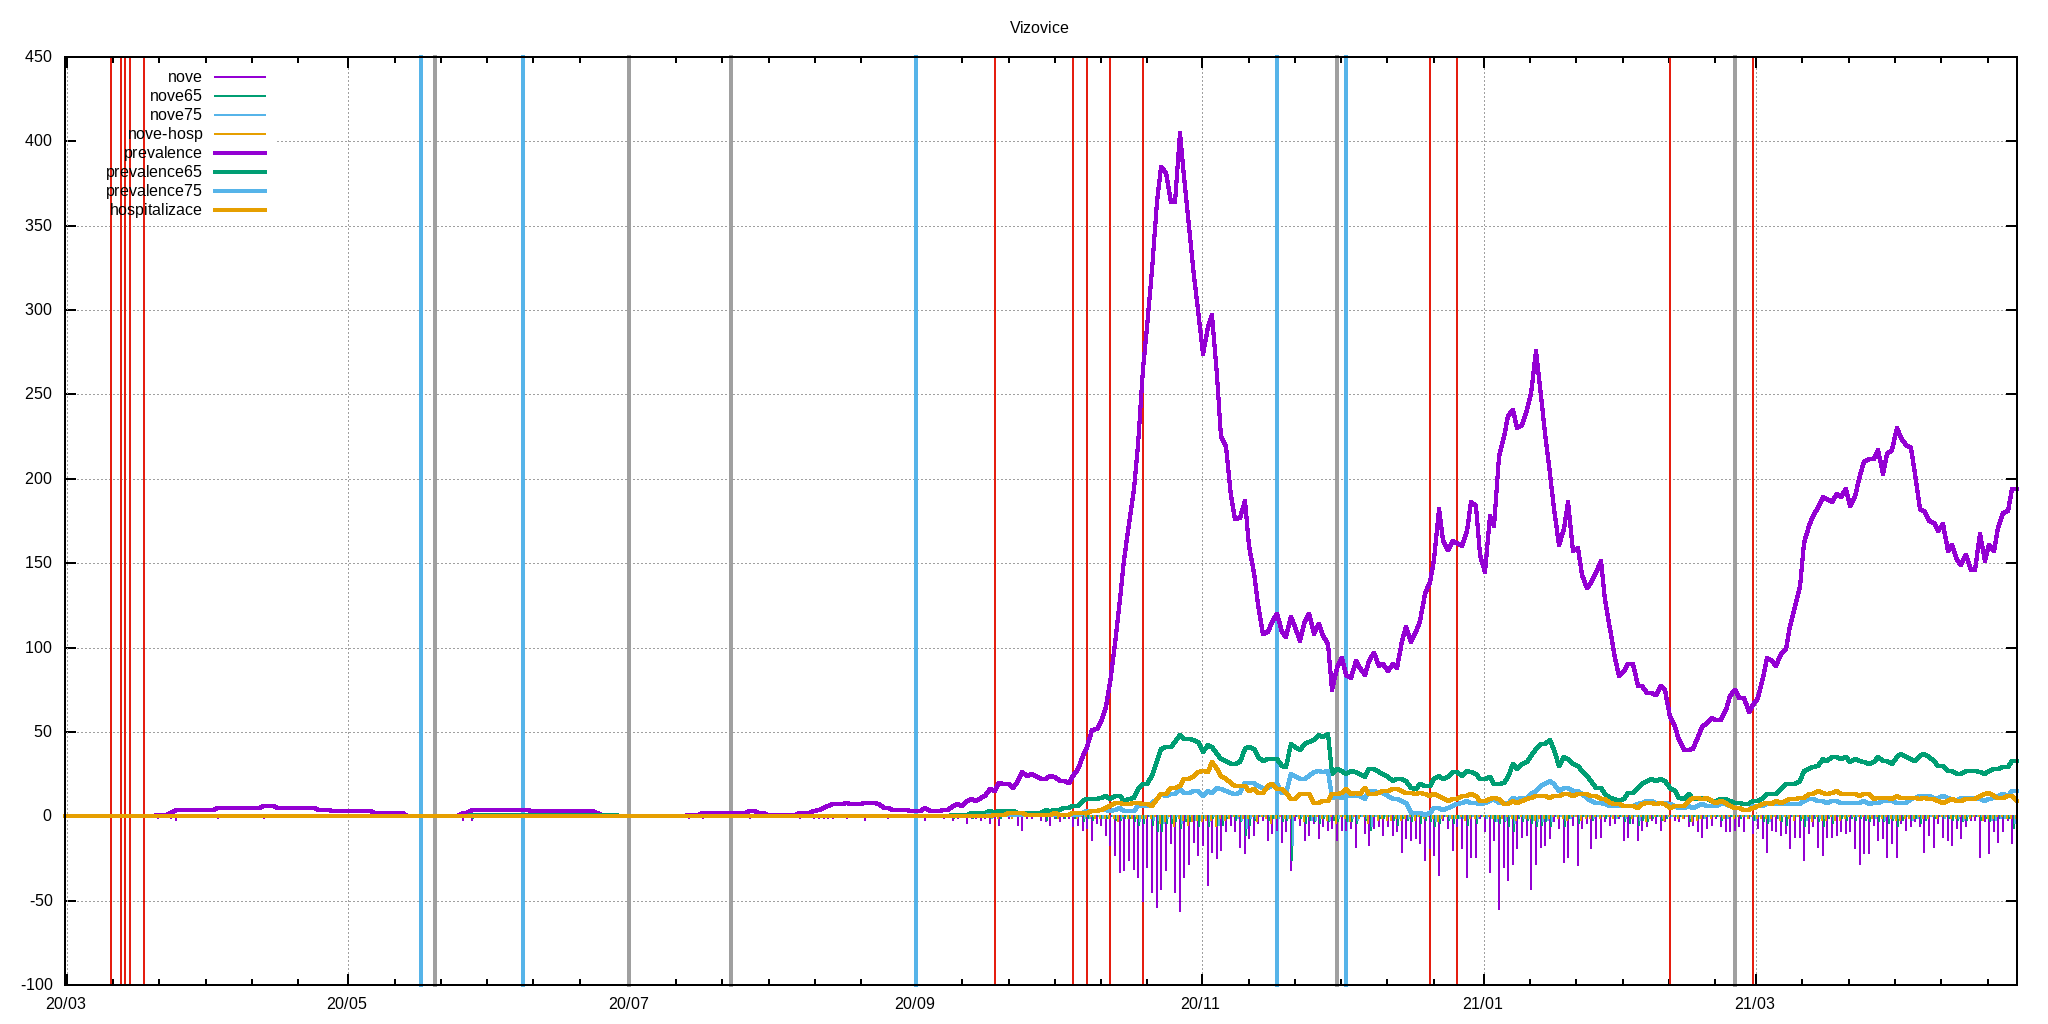 Vizovice
450
400
350
300
250
200
150
100
50
0
-50
-100
nove
nove65
nove75
nove-hosp
prevalence
prevalence65
prevalence75
hospitalizace
20/03 20/05 20/07 20/09 20/11 21/01 21/03